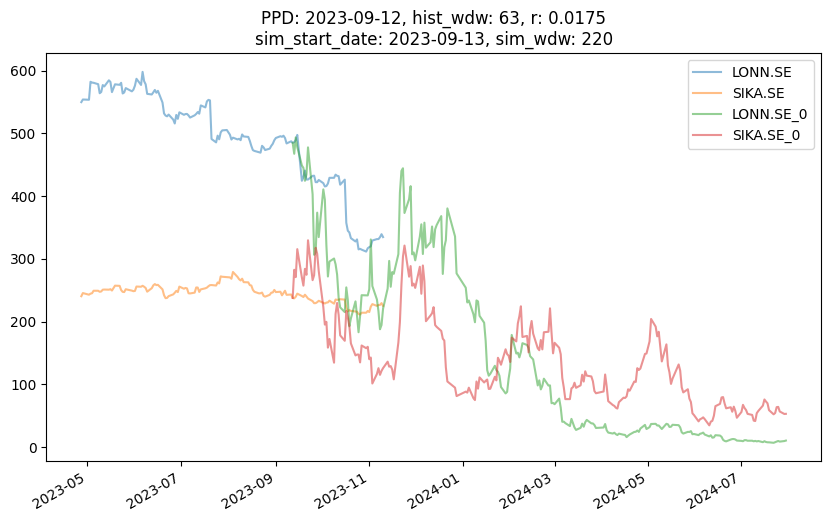 PPD: 2023-09-12, hist_wdw: 63, r: 0.0175
sim_start_date: 2023-09-13, sim_wdw: 220
LONN.SE
SIKA.SE
LONN.SE_0
SIKA.SE_0
600
500
400
300
200
100
0
2023-05
2023-07
2023-09
2023-11
2024-01
2024-03
2024-05
2024-07